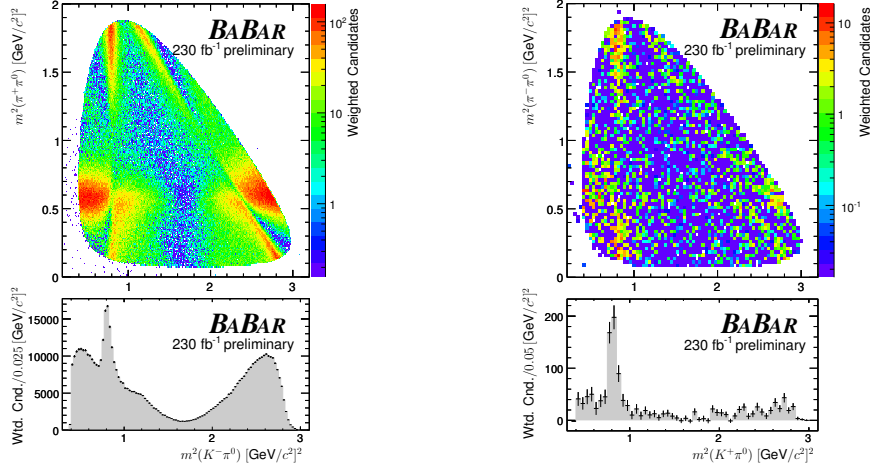 BABAR
230 fb-1 preliminary
m²(π⁺π⁰) [GeV/c²]²
2
1.5
1
0.5
0
1 2 3
10²
10
1
Weighted Candidates
BABAR
230 fb-1 preliminary
m²(π⁻π⁰) [GeV/c²]²
2
1.5
1
0.5
0
1 2 3
10
1
10⁻¹
Weighted Candidates
BABAR
230 fb-1 preliminary
Wtd. Cnd./0.025 [GeV/c²]²
15000
10000
5000
0
1 2 3
m²(K⁻π⁰) [GeV/c²]²
BABAR
230 fb-1 preliminary
Wtd. Cnd./0.05 [GeV/c²]²
200
100
0
1 2 3
m²(K⁺π⁰) [GeV/c²]²